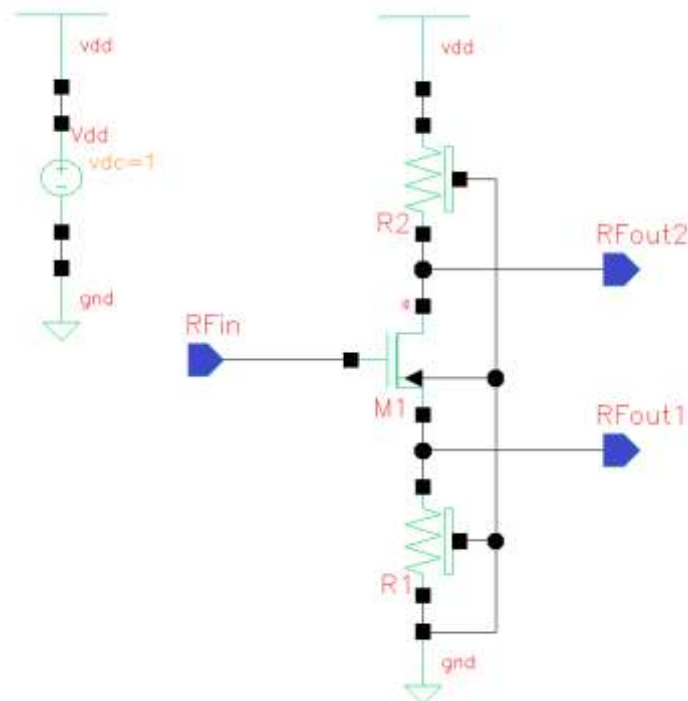 vdd
Vdd
vdc=1
gnd
vdd
R2
RFout2
RFin
M1
RFout1
R1
gnd